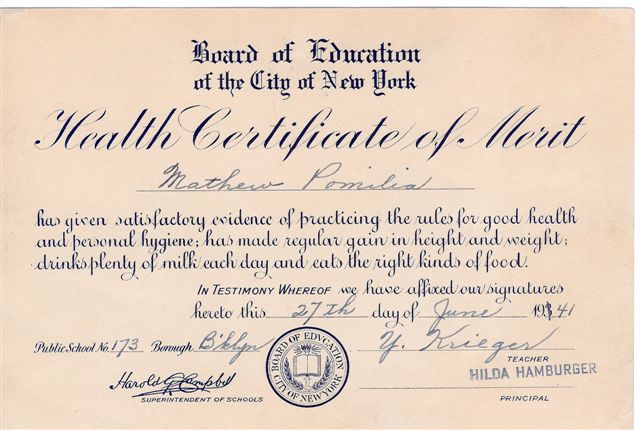 Board of Education
of the City of New York
Health Certificate of Merit
Mathew Pomilia
has given satisfactory evidence of practicing the rules for good health
and personal hygiene; has made regular gain in height and weight;
drinks plenty of milk each day and eats the right kinds of food.
IN TESTIMONY WHEREOF we have affixed our signatures
hereto this 27th day of June 1941
Public School No. 173 Borough B'klyn
Y. Krieger
TEACHER
BOARD OF EDUCATION
CITY OF NEW YORK
Harold G. Campbell
SUPERINTENDENT OF SCHOOLS
HILDA HAMBURGER
PRINCIPAL